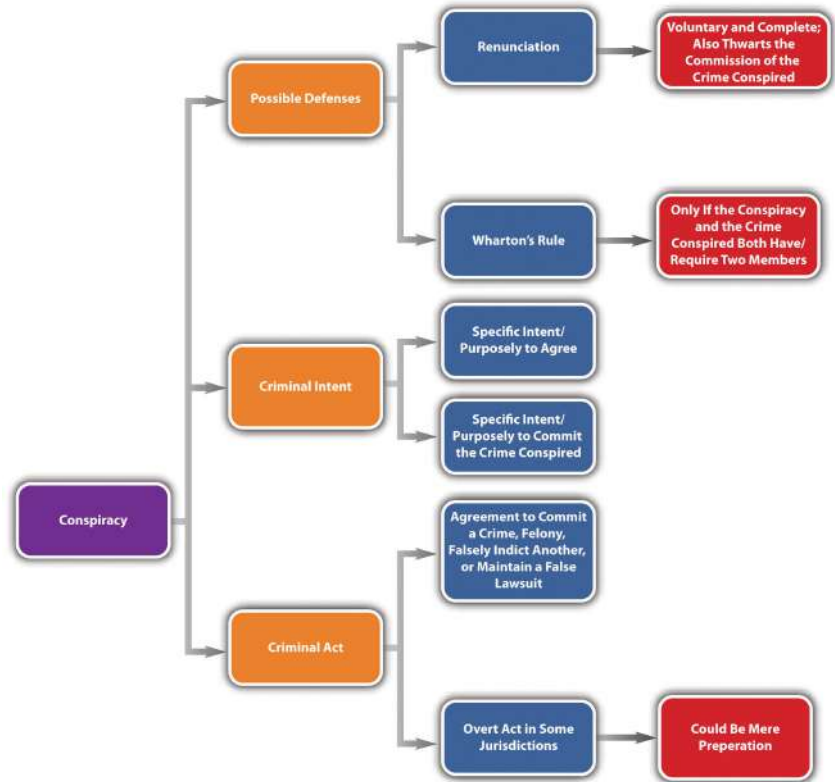 Renunciation
Voluntary and Complete;
Also Thwarts the
Commission of the
Crime Conspired
Possible Defenses
Wharton's Rule
Only If the Conspiracy
and the Crime
Conspired Both Have/
Require Two Members
Specific Intent/
Purposely to Agree
Criminal Intent
Specific Intent/
Purposely to Commit
the Crime Conspired
Conspiracy
Agreement to Commit
a Crime, Felony,
Falsely Indict Another,
or Maintain a False
Lawsuit
Criminal Act
Overt Act in Some
Jurisdictions
Could Be Mere
Preperation